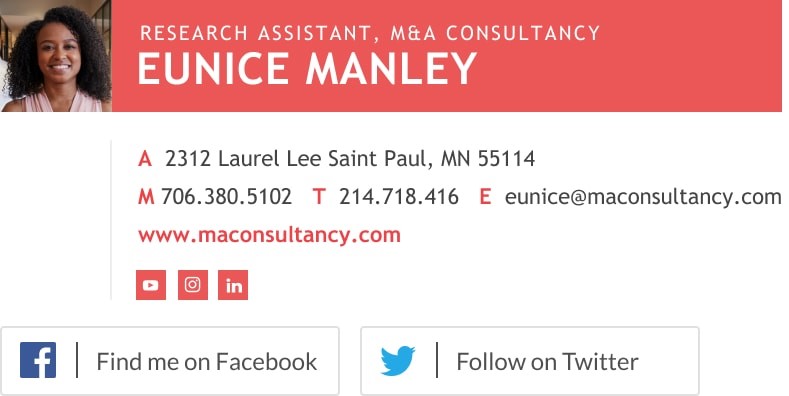 RESEARCH ASSISTANT, M&A CONSULTANCY
EUNICE MANLEY
A 2312 Laurel Lee Saint Paul, MN 55114
M 706.380.5102 T 214.718.416 E eunice@maconsultancy.com
www.maconsultancy.com
in
f | Find me on Facebook
| Follow on Twitter